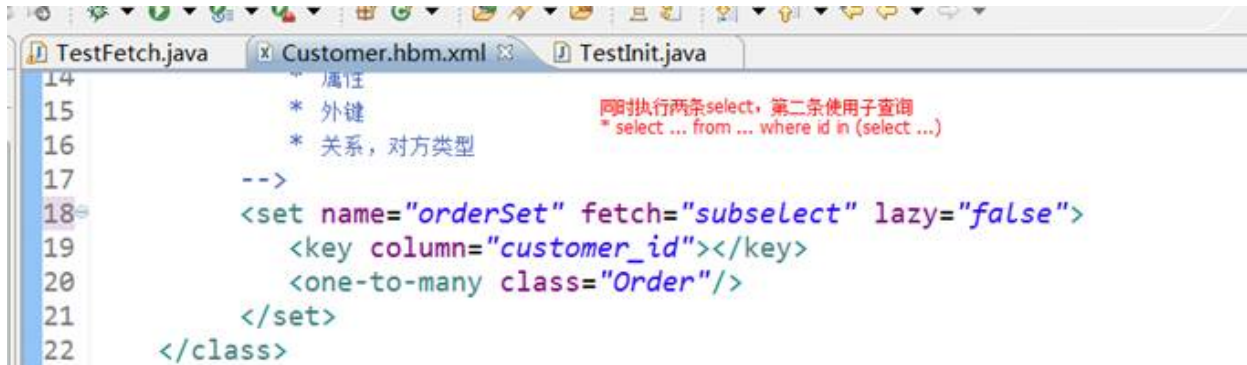 TestFetch.java Customer.hbm.xml TestInit.java
14 * 属性
15 * 外键
同时执行两条select，第二条使用子查询
* select ... from ... where id in (select ...)
16 * 关系，对方类型
17 -->
18 <set name="orderSet" fetch="subselect" lazy="false">
19 <key column="customer_id"></key>
20 <one-to-many class="Order"/>
21 </set>
22 </class>